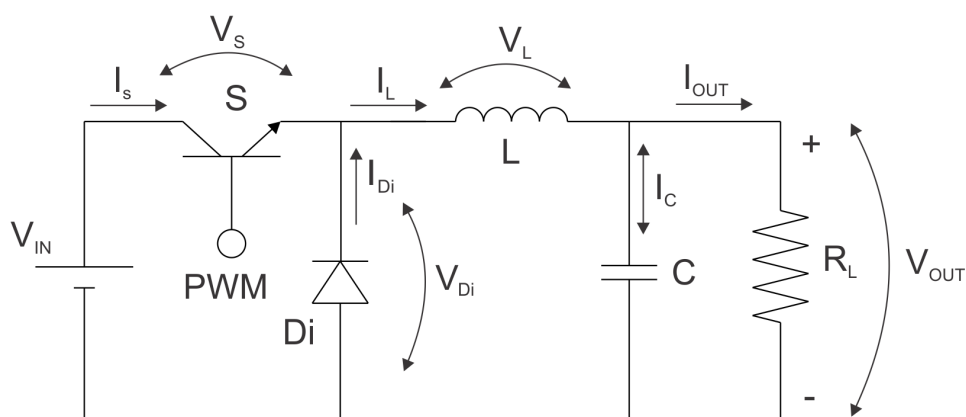 V_S
V_L
I_s
S
I_L
I_OUT
L
+
I_Di
I_C
V_IN
PWM
V_Di
C
R_L
V_OUT
Di
-